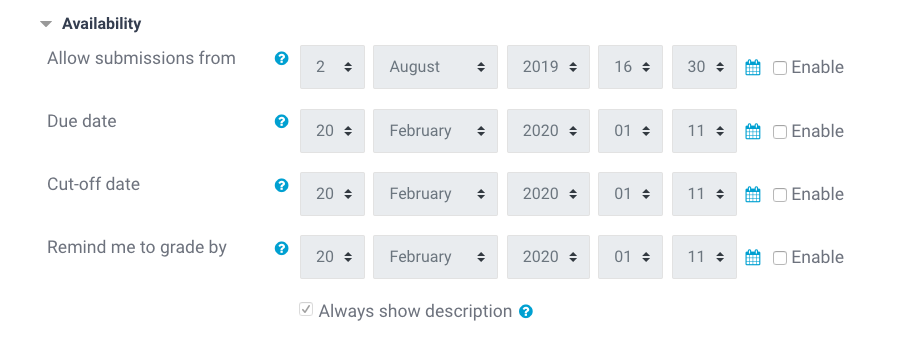 Availability
Allow submissions from ? 2 August 2019 16 30 Enable
Due date ? 20 February 2020 01 11 Enable
Cut-off date ? 20 February 2020 01 11 Enable
Remind me to grade by ? 20 February 2020 01 11 Enable
Always show description ?